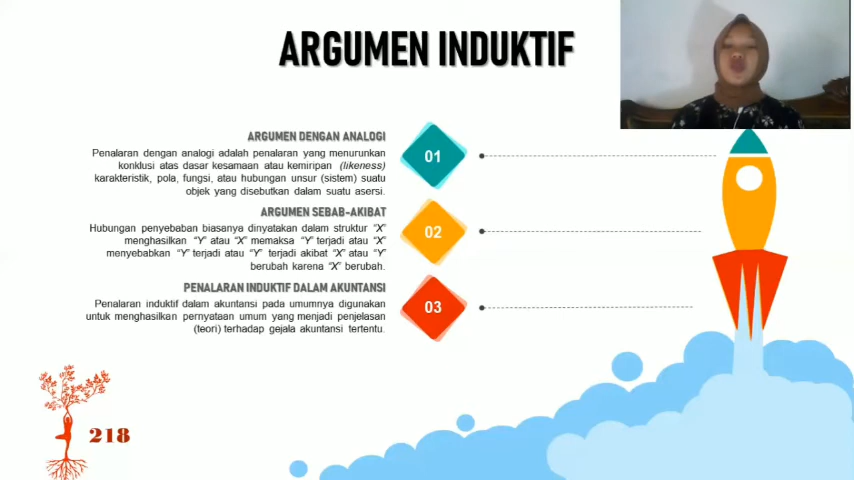 ARGUMEN INDUKTIF
ARGUMEN DENGAN ANALOGI
Penalaran dengan analogi adalah penalaran yang menurunkan
konklusi atas dasar kesamaan atau kemiripan (likeness)
karakteristik, pola, fungsi, atau hubungan unsur (sistem) suatu
objek yang disebutkan dalam suatu asersi.
01
ARGUMEN SEBAB-AKIBAT
Hubungan penyebaban biasanya dinyatakan dalam struktur “X”
menghasilkan “Y” atau “X” memaksa “Y” terjadi atau “X”
menyebabkan “Y” terjadi atau “Y” terjadi akibat “X” atau “Y”
berubah karena “X” berubah.
02
PENALARAN INDUKTIF DALAM AKUNTANSI
Penalaran induktif dalam akuntansi pada umumnya digunakan
untuk menghasilkan pernyataan umum yang menjadi penjelasan
(teori) terhadap gejala akuntansi tertentu.
03
218